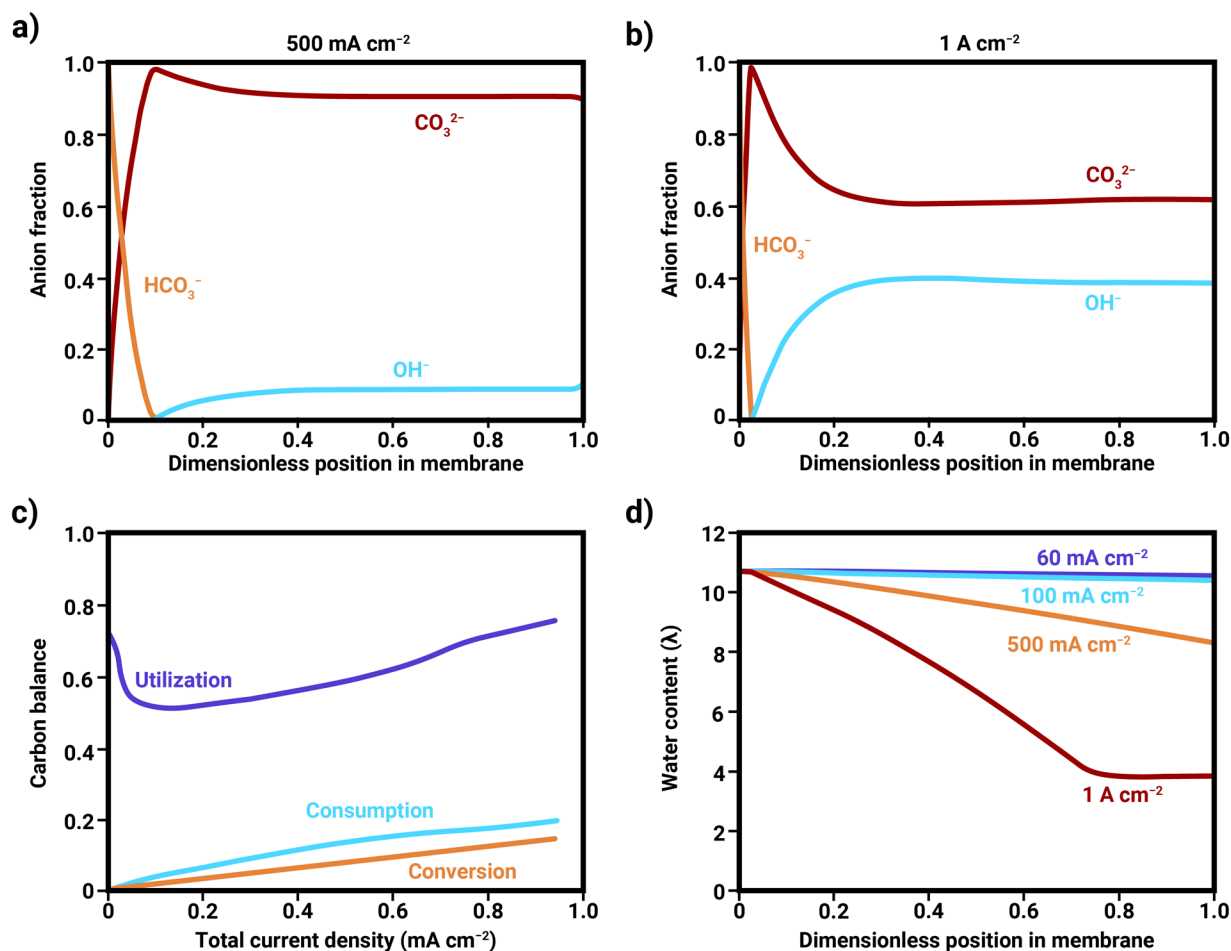 a)
500 mA cm⁻²
1.0
0.8
0.6
0.4
0.2
0
Anion fraction
CO₃²⁻
HCO₃⁻
OH⁻
0 0.2 0.4 0.6 0.8 1.0
Dimensionless position in membrane
b)
1 A cm⁻²
1.0
0.8
0.6
0.4
0.2
0
Anion fraction
CO₃²⁻
HCO₃⁻
OH⁻
0 0.2 0.4 0.6 0.8 1.0
Dimensionless position in membrane
c)
1.0
0.8
0.6
0.4
0.2
0
Carbon balance
Utilization
Consumption
Conversion
0 0.2 0.4 0.6 0.8 1.0
Total current density (mA cm⁻²)
d)
12
10
8
6
4
2
0
Water content (λ)
60 mA cm⁻²
100 mA cm⁻²
500 mA cm⁻²
1 A cm⁻²
0 0.2 0.4 0.6 0.8 1.0
Dimensionless position in membrane